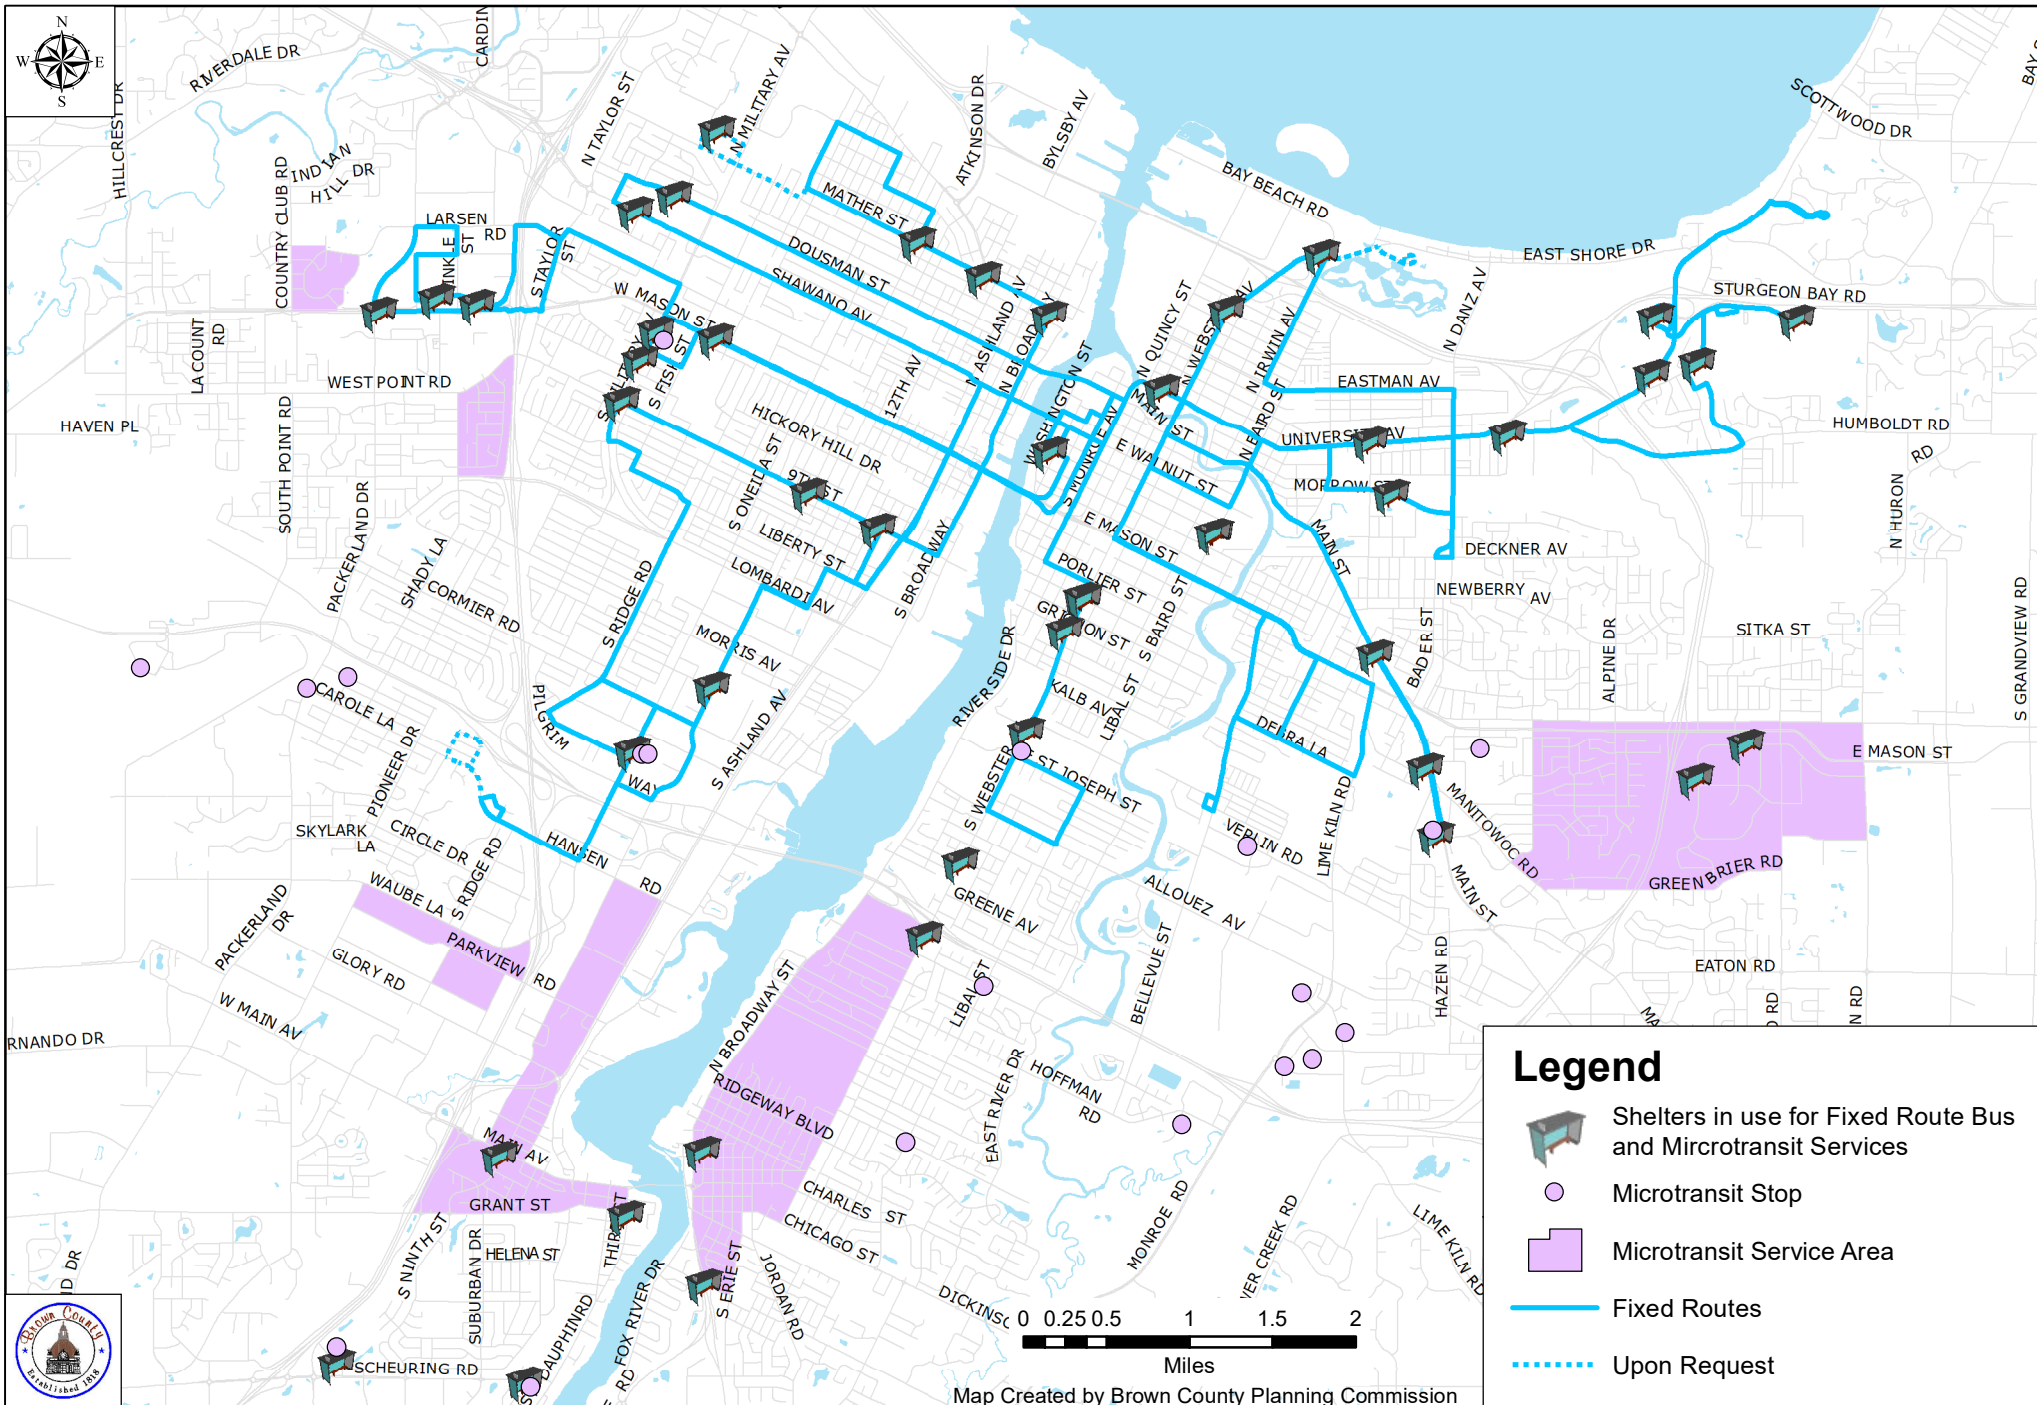 N
W E
S
RIVERDALE DR
HILLCREST DR
CARDIN
N TAYLOR ST
N MILITARY AV
ATKINSON DR
BYLSBY AV
SCOTTWOOD DR
BAY
COUNTRY CLUB RD
INDIAN
HILL DR
LARSEN
RD
S TAYLOR
ST
MATHER ST
BAY BEACH RD
EAST SHORE DR
DOUSMAN ST
SHAWANO AV
W MASON ST
N ASHLAND AV
N QUINCY ST
N IRWIN AV
N DANZ AV
STURGEON BAY RD
LACOUNT
RD
WEST POINT RD
HAVEN PL
SOUTH POINT RD
12TH AV
HICKORY HILL DR
WASHINGTON ST
MAIN ST
EASTMAN AV
HUMBOLDT RD
RD
S ONEIDA ST
9TH ST
S MONROE AV
E WALNUT ST
UNIVERSITY AV
MORROW ST
N HURON
PACKERLAND DR
SHADY LA
CORMIER RD
S RIDGE RD
LIBERTY ST
LOMBARDI AV
S BROADWAY
E MASON ST
PORLIER ST
S BAIRD ST
MAIN ST
DECKNER AV
NEWBERRY AV
BADER ST
ALPINE DR
SITKA ST
S GRANDVIEW RD
MORRIS AV
RIVERSIDE DR
KALB AV
LIBAL ST
CAROLE LA
PILGRIM
WAY
S ASHLAND AV
S WEBSTER
ST JOSEPH ST
DEBRA LA
E MASON ST
PIONEER DR
SKYLARK
LA
CIRCLE DR
S RIDGE RD
HANSEN
RD
VERLIN RD
LIME KILN RD
MANITOWOC RD
MAIN ST
GREENBRIER RD
WAUBE LA
PACKERLAND
DR
GLORY RD
PARKVIEW RD
GREENE AV
ALLOUEZ AV
BELLEVUE ST
HAZEN RD
EATON RD
W MAIN AV
RNANDO DR
N BROADWAY ST
LIBAL ST
RIDGEWAY BLVD
EAST RIVER DR
HOFFMAN
RD
MAIN AV
GRANT ST
CHARLES ST
CHICAGO ST
S NINTH ST
SUBURBAN DR
HELENA ST
FOX RIVER DR
S ERIE ST
JORDAN RD
MONROE RD
VER CREEK RD
LIME KILN RD
SCHEURING RD
RD
Brown County
Established 1818
0 0.25 0.5 1 1.5 2
Miles
Map Created by Brown County Planning Commission
Legend
Shelters in use for Fixed Route Bus
and Mircrotransit Services
Microtransit Stop
Microtransit Service Area
Fixed Routes
Upon Request